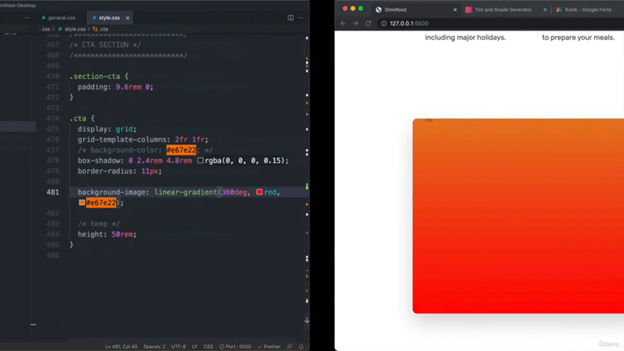 Omnifood-Desktop
general.css
style.css
css > style.css > .cta
467 /* CTA SECTION */
468 /*************************/
469
470 .section-cta {
471 padding: 9.6rem 0;
472 }
473
474 .cta {
475 display: grid;
476 grid-template-columns: 2fr 1fr;
477 /* background-color: #e67e22; */
478 box-shadow: 0 2.4rem 4.8rem rgba(0, 0, 0, 0.15);
479 border-radius: 11px;
480
481 background-image: linear-gradient(360deg, red,
#e67e22);
482
483 /* temp */
484 height: 50rem;
485 }
486
Ln 481, Col 40 Spaces: 2 UTF-8 LF CSS Port : 5500 Prettier
Omnifood
Tint and Shade Generator
Rubik - Google Fonts
127.0.0.1:5500
including major holidays.
to prepare your meals.
Udemy